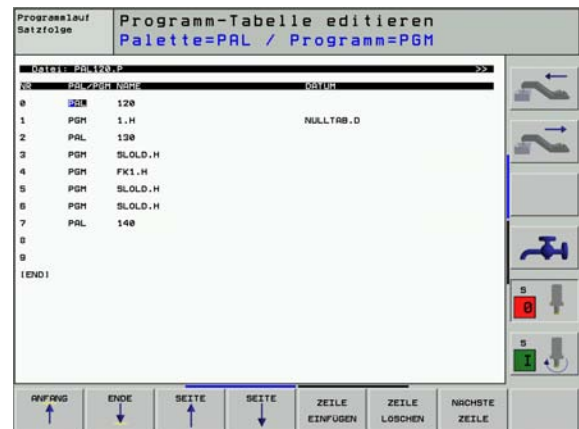 Programmlauf
Satzfolge
Programm-Tabelle editieren
Palette=PAL / Programm=PGM
Datei: PAL120.P >>
NR PAL/PGM NAME DATUM
0 PAL 120
1 PGM 1.H NULLTAB.D
2 PAL 130
3 PGM SLOLD.H
4 PGM FK1.H
5 PGM SLOLD.H
6 PGM SLOLD.H
7 PAL 140
8
9
[END]
S
0
S
I
ANFANG
ENDE
SEITE
SEITE
ZEILE
EINFÜGEN
ZEILE
LÖSCHEN
NÄCHSTE
ZEILE